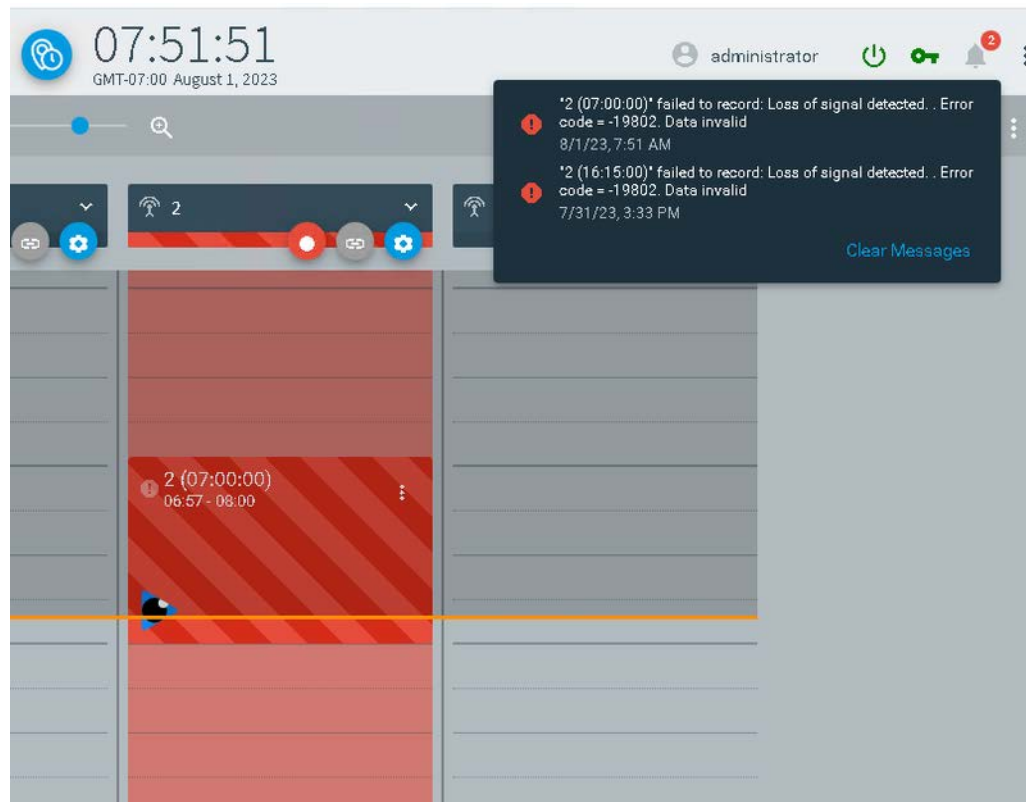 07:51:51
GMT-07:00 August 1, 2023
administrator
2
"2 (07:00:00)" failed to record: Loss of signal detected. . Error
code = -19802. Data invalid
8/1/23, 7:51 AM
"2 (16:15:00)" failed to record: Loss of signal detected. . Error
code = -19802. Data invalid
7/31/23, 3:33 PM
Clear Messages
2
2 (07:00:00)
06:57 - 08:00